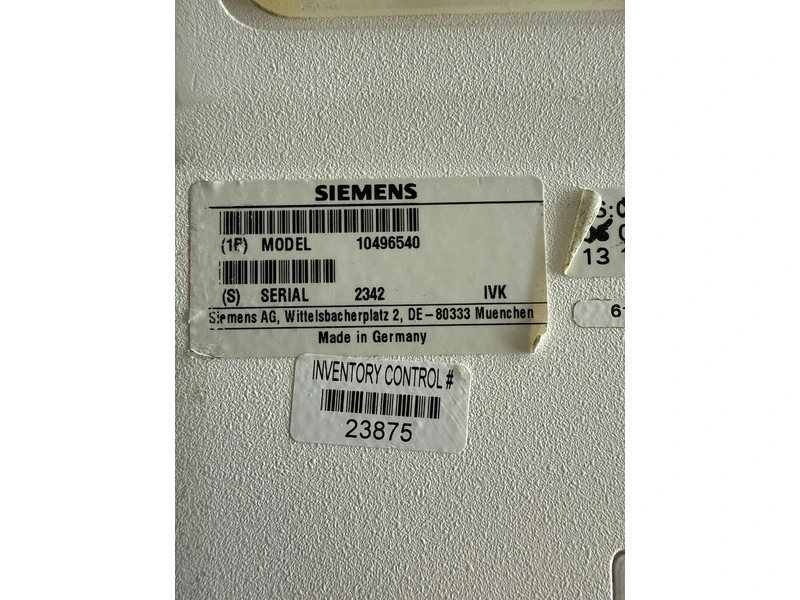 SIEMENS
(1P) MODEL 10496540
(S) SERIAL 2342 IVK
Siemens AG, Wittelsbacherplatz 2, DE-80333 Muenchen
Made in Germany
INVENTORY CONTROL #
23875
13
6